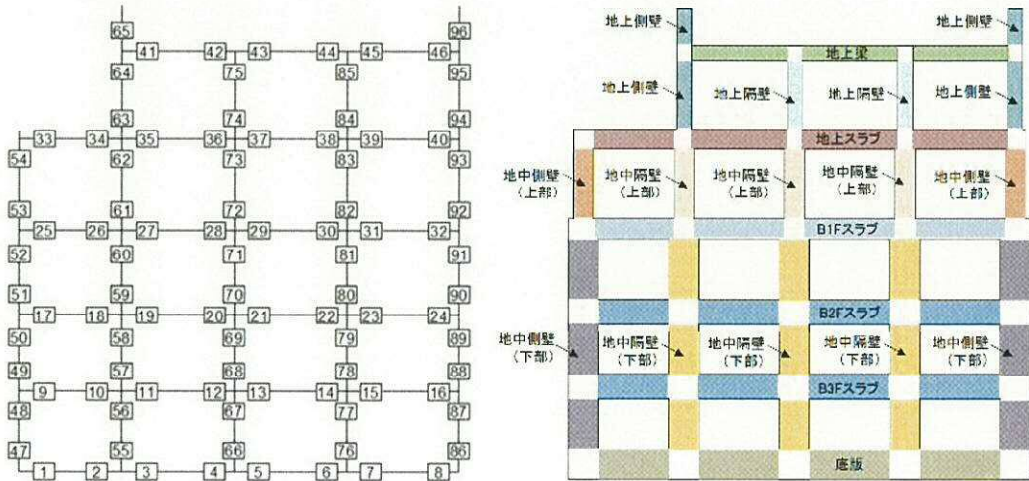 65 96
41 42 43 44 45 46
64 75 85 95
63 74 84 94
33 34 35 36 37 38 39 40
54 62 73 83 93
53 61 72 82 92
25 26 27 28 29 30 31 32
52 60 71 81 91
51 59 70 80 90
17 18 19 20 21 22 23 24
50 58 69 79 89
49 57 68 78 88
9 10 11 12 13 14 15 16
48 56 67 77 87
47 55 66 76 86
1 2 3 4 5 6 7 8
地上側壁 地上側壁
地上梁
地上側壁 地上隔壁 地上隔壁 地上側壁
地上スラブ
地中側壁 地中隔壁 地中隔壁 地中隔壁 地中側壁
(上部) (上部) (上部) (上部) (上部)
B1Fスラブ
B2Fスラブ
地中側壁 地中隔壁 地中隔壁 地中隔壁 地中側壁
(下部) (下部) (下部) (下部) (下部)
B3Fスラブ
底版